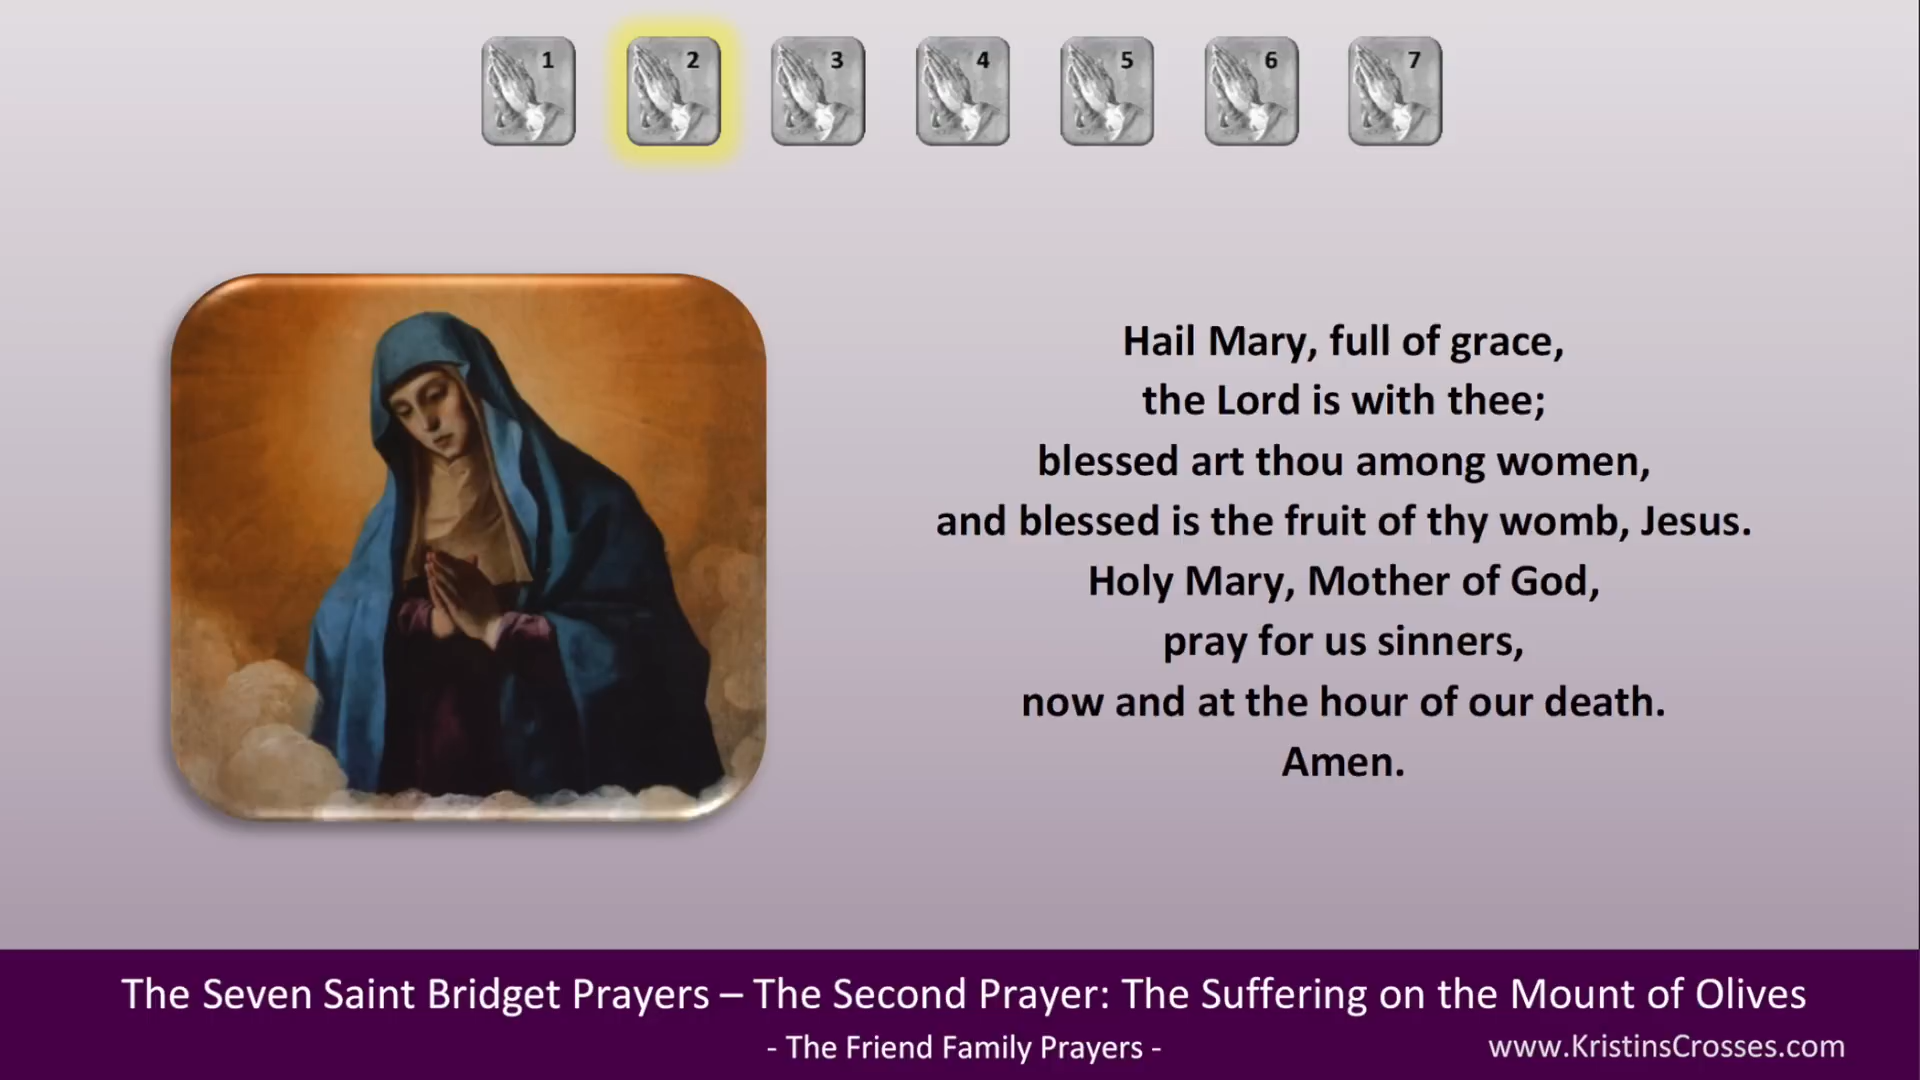 1
2
3
4
5
6
7
Hail Mary, full of grace,
the Lord is with thee;
blessed art thou among women,
and blessed is the fruit of thy womb, Jesus.
Holy Mary, Mother of God,
pray for us sinners,
now and at the hour of our death.
Amen.
The Seven Saint Bridget Prayers – The Second Prayer: The Suffering on the Mount of Olives
- The Friend Family Prayers -
www.KristinsCrosses.com